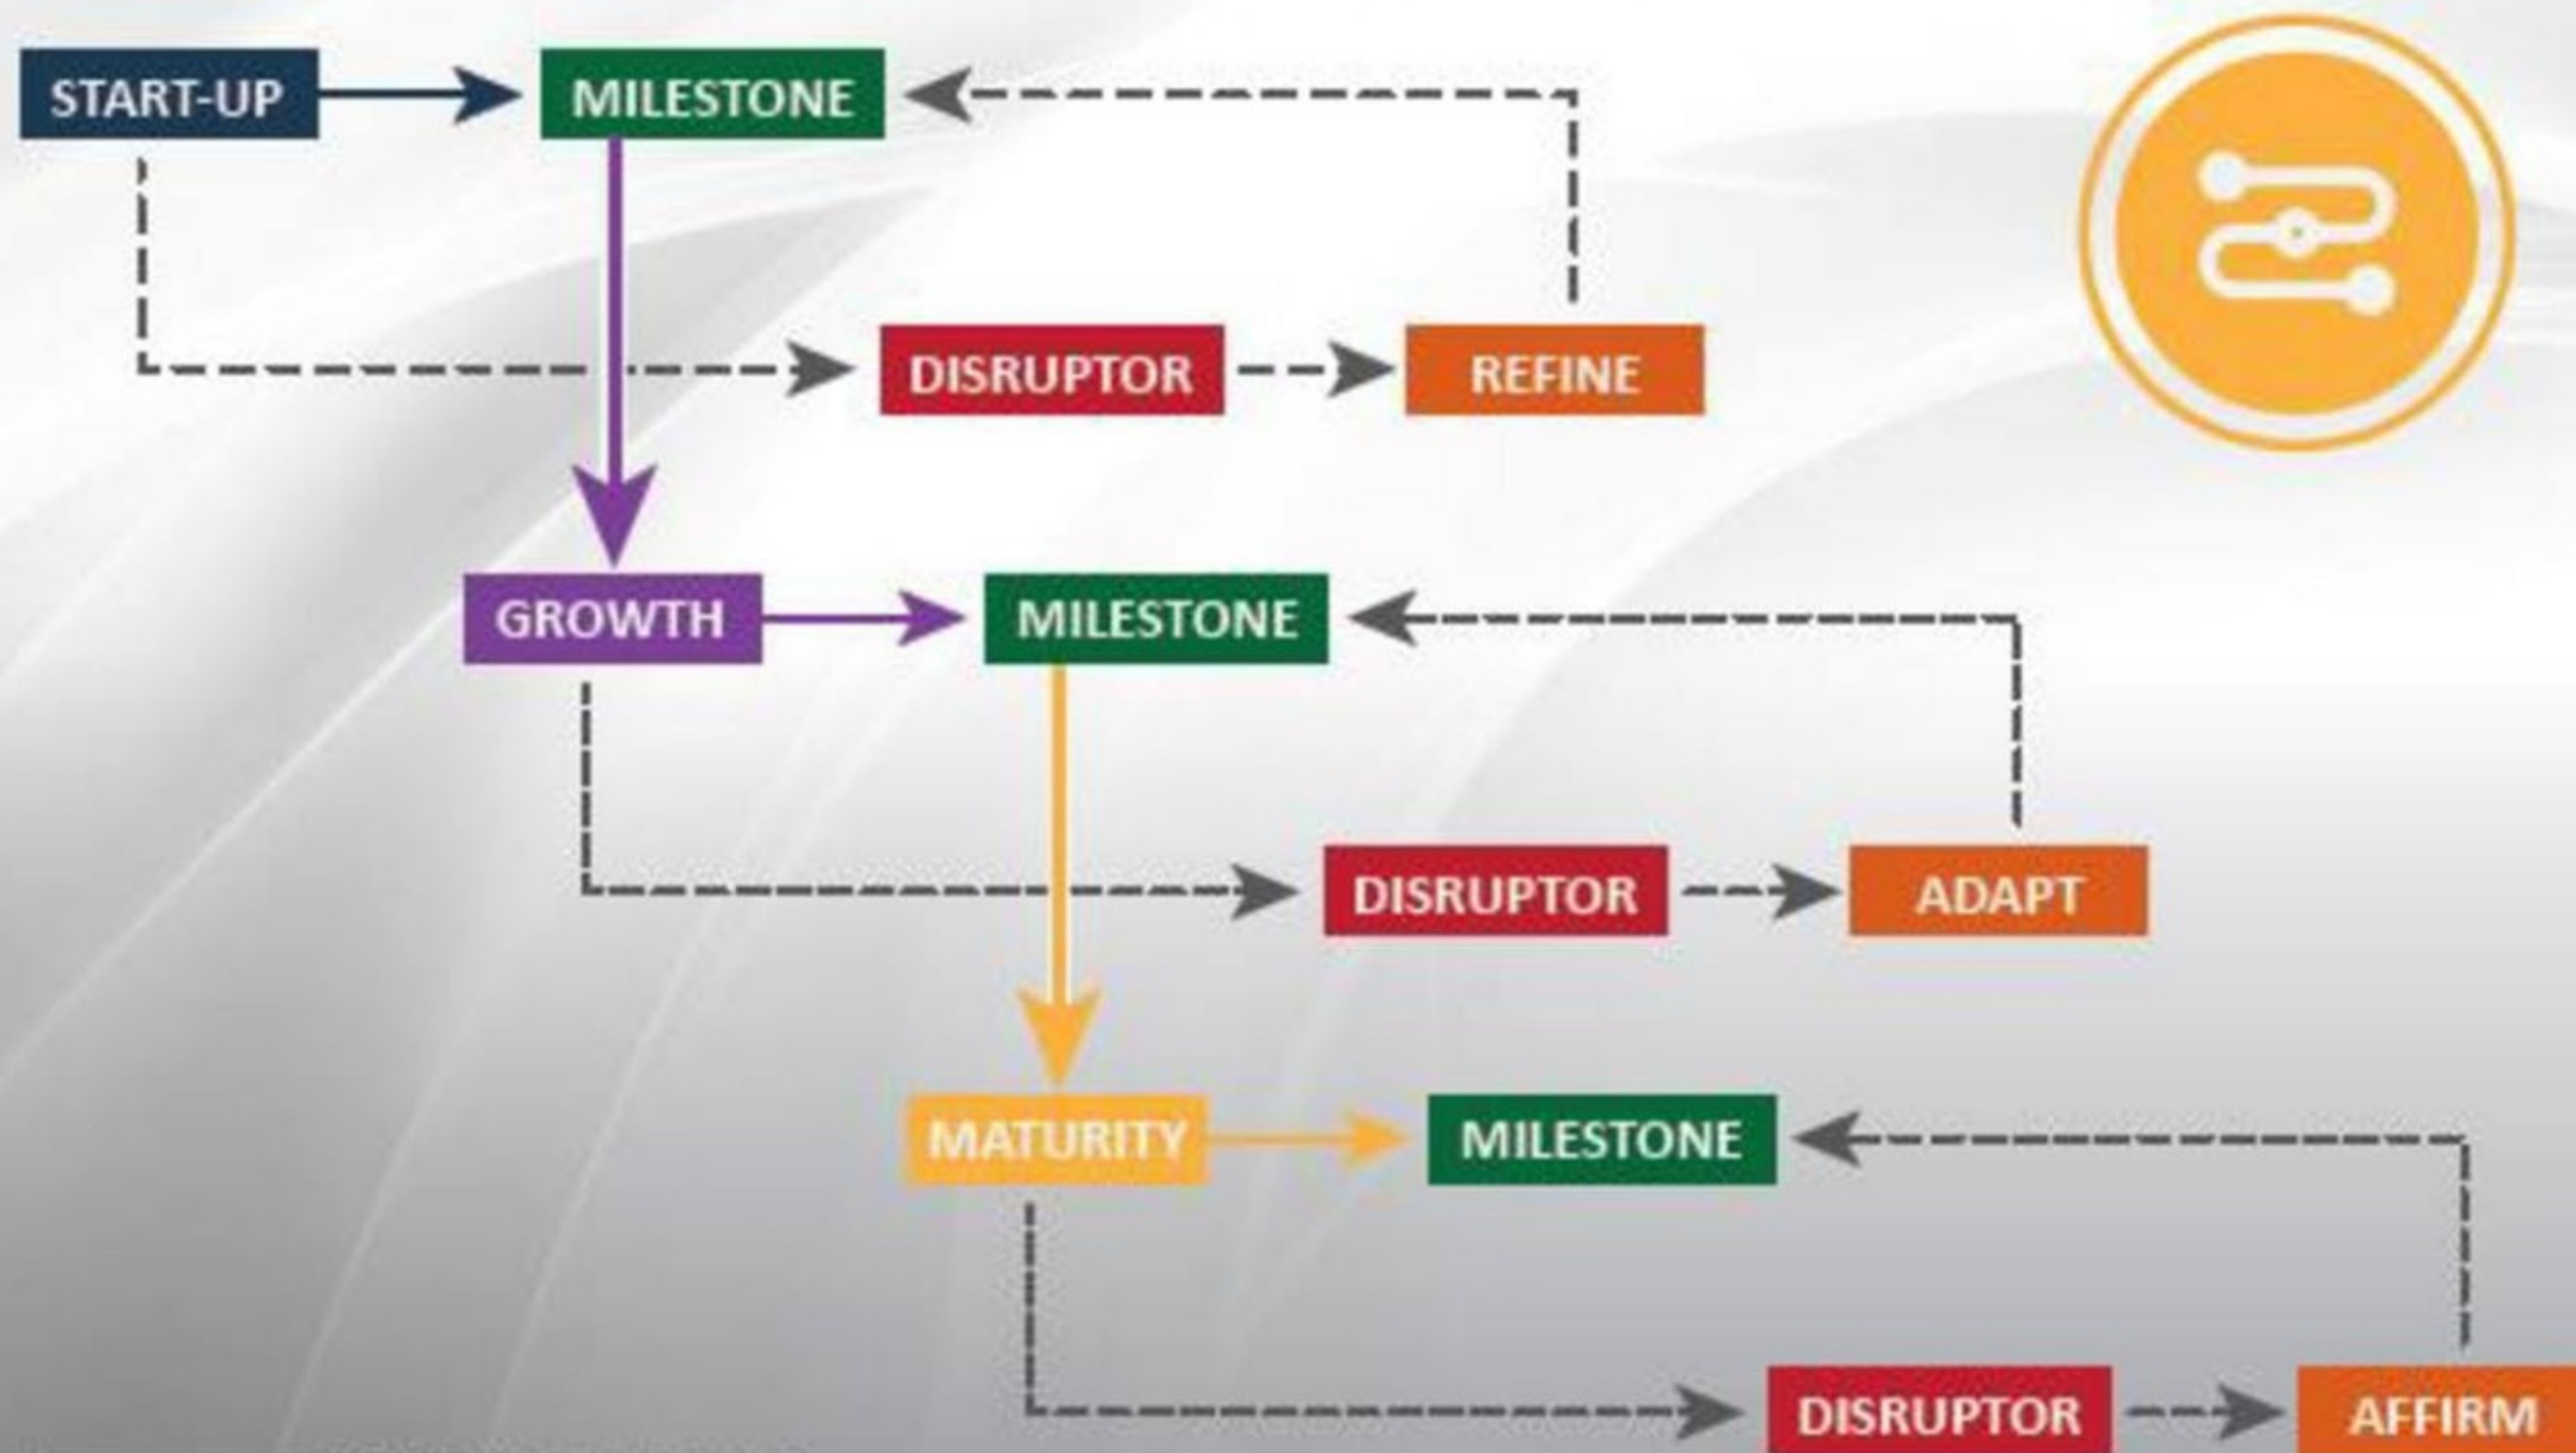 START-UP
MILESTONE
DISRUPTOR
REFINE
GROWTH
MILESTONE
DISRUPTOR
ADAPT
MATURITY
MILESTONE
DISRUPTOR
AFFIRM